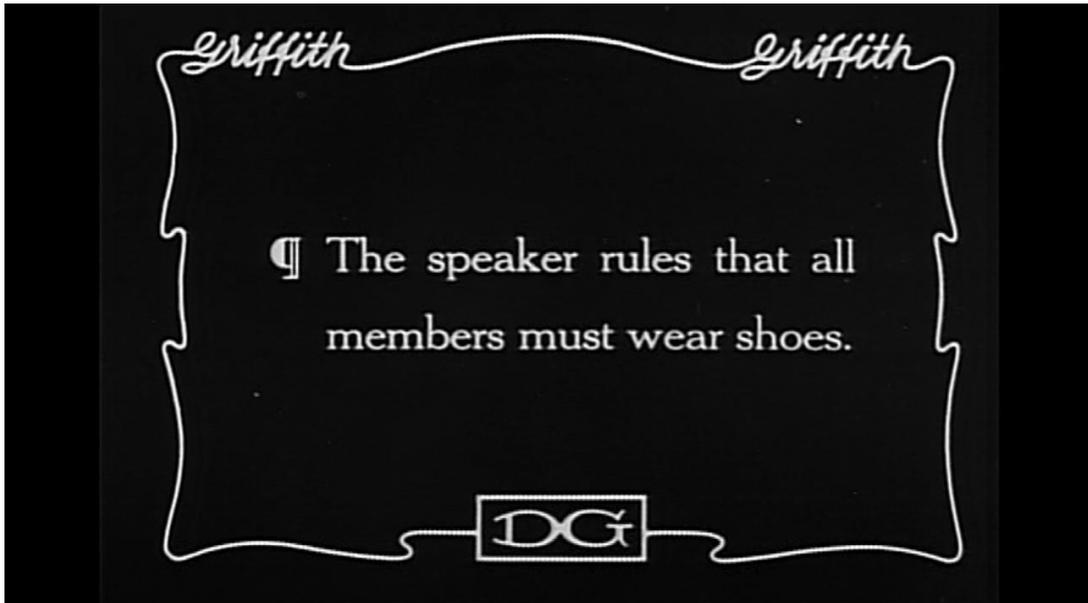 Griffith Griffith
¶ The speaker rules that all
members must wear shoes.
DG